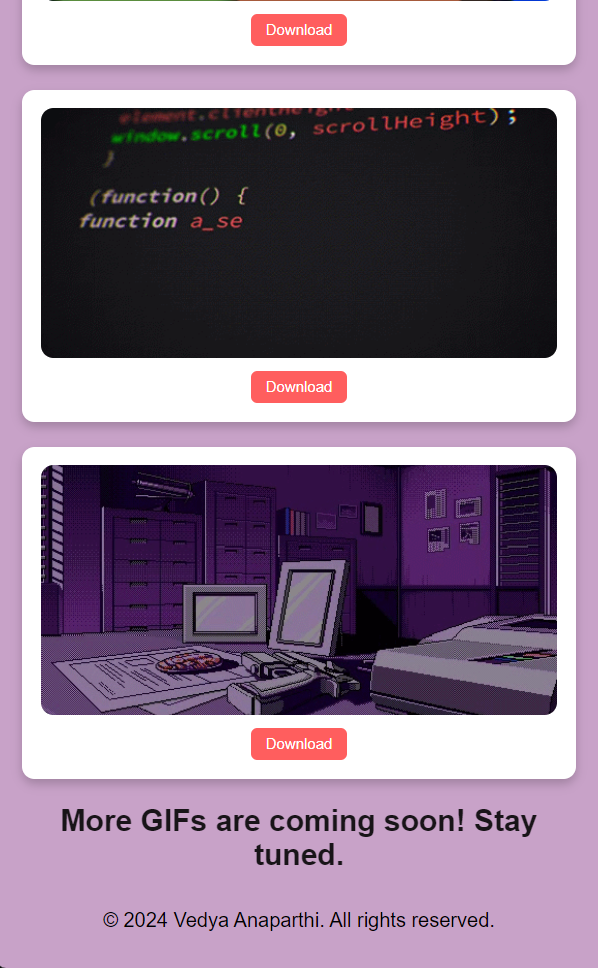 Download
element.clientHeight
window.scroll(0, scrollHeight);
}
(function() {
function a_se
Download
Download
More GIFs are coming soon! Stay
tuned.
© 2024 Vedya Anaparthi. All rights reserved.